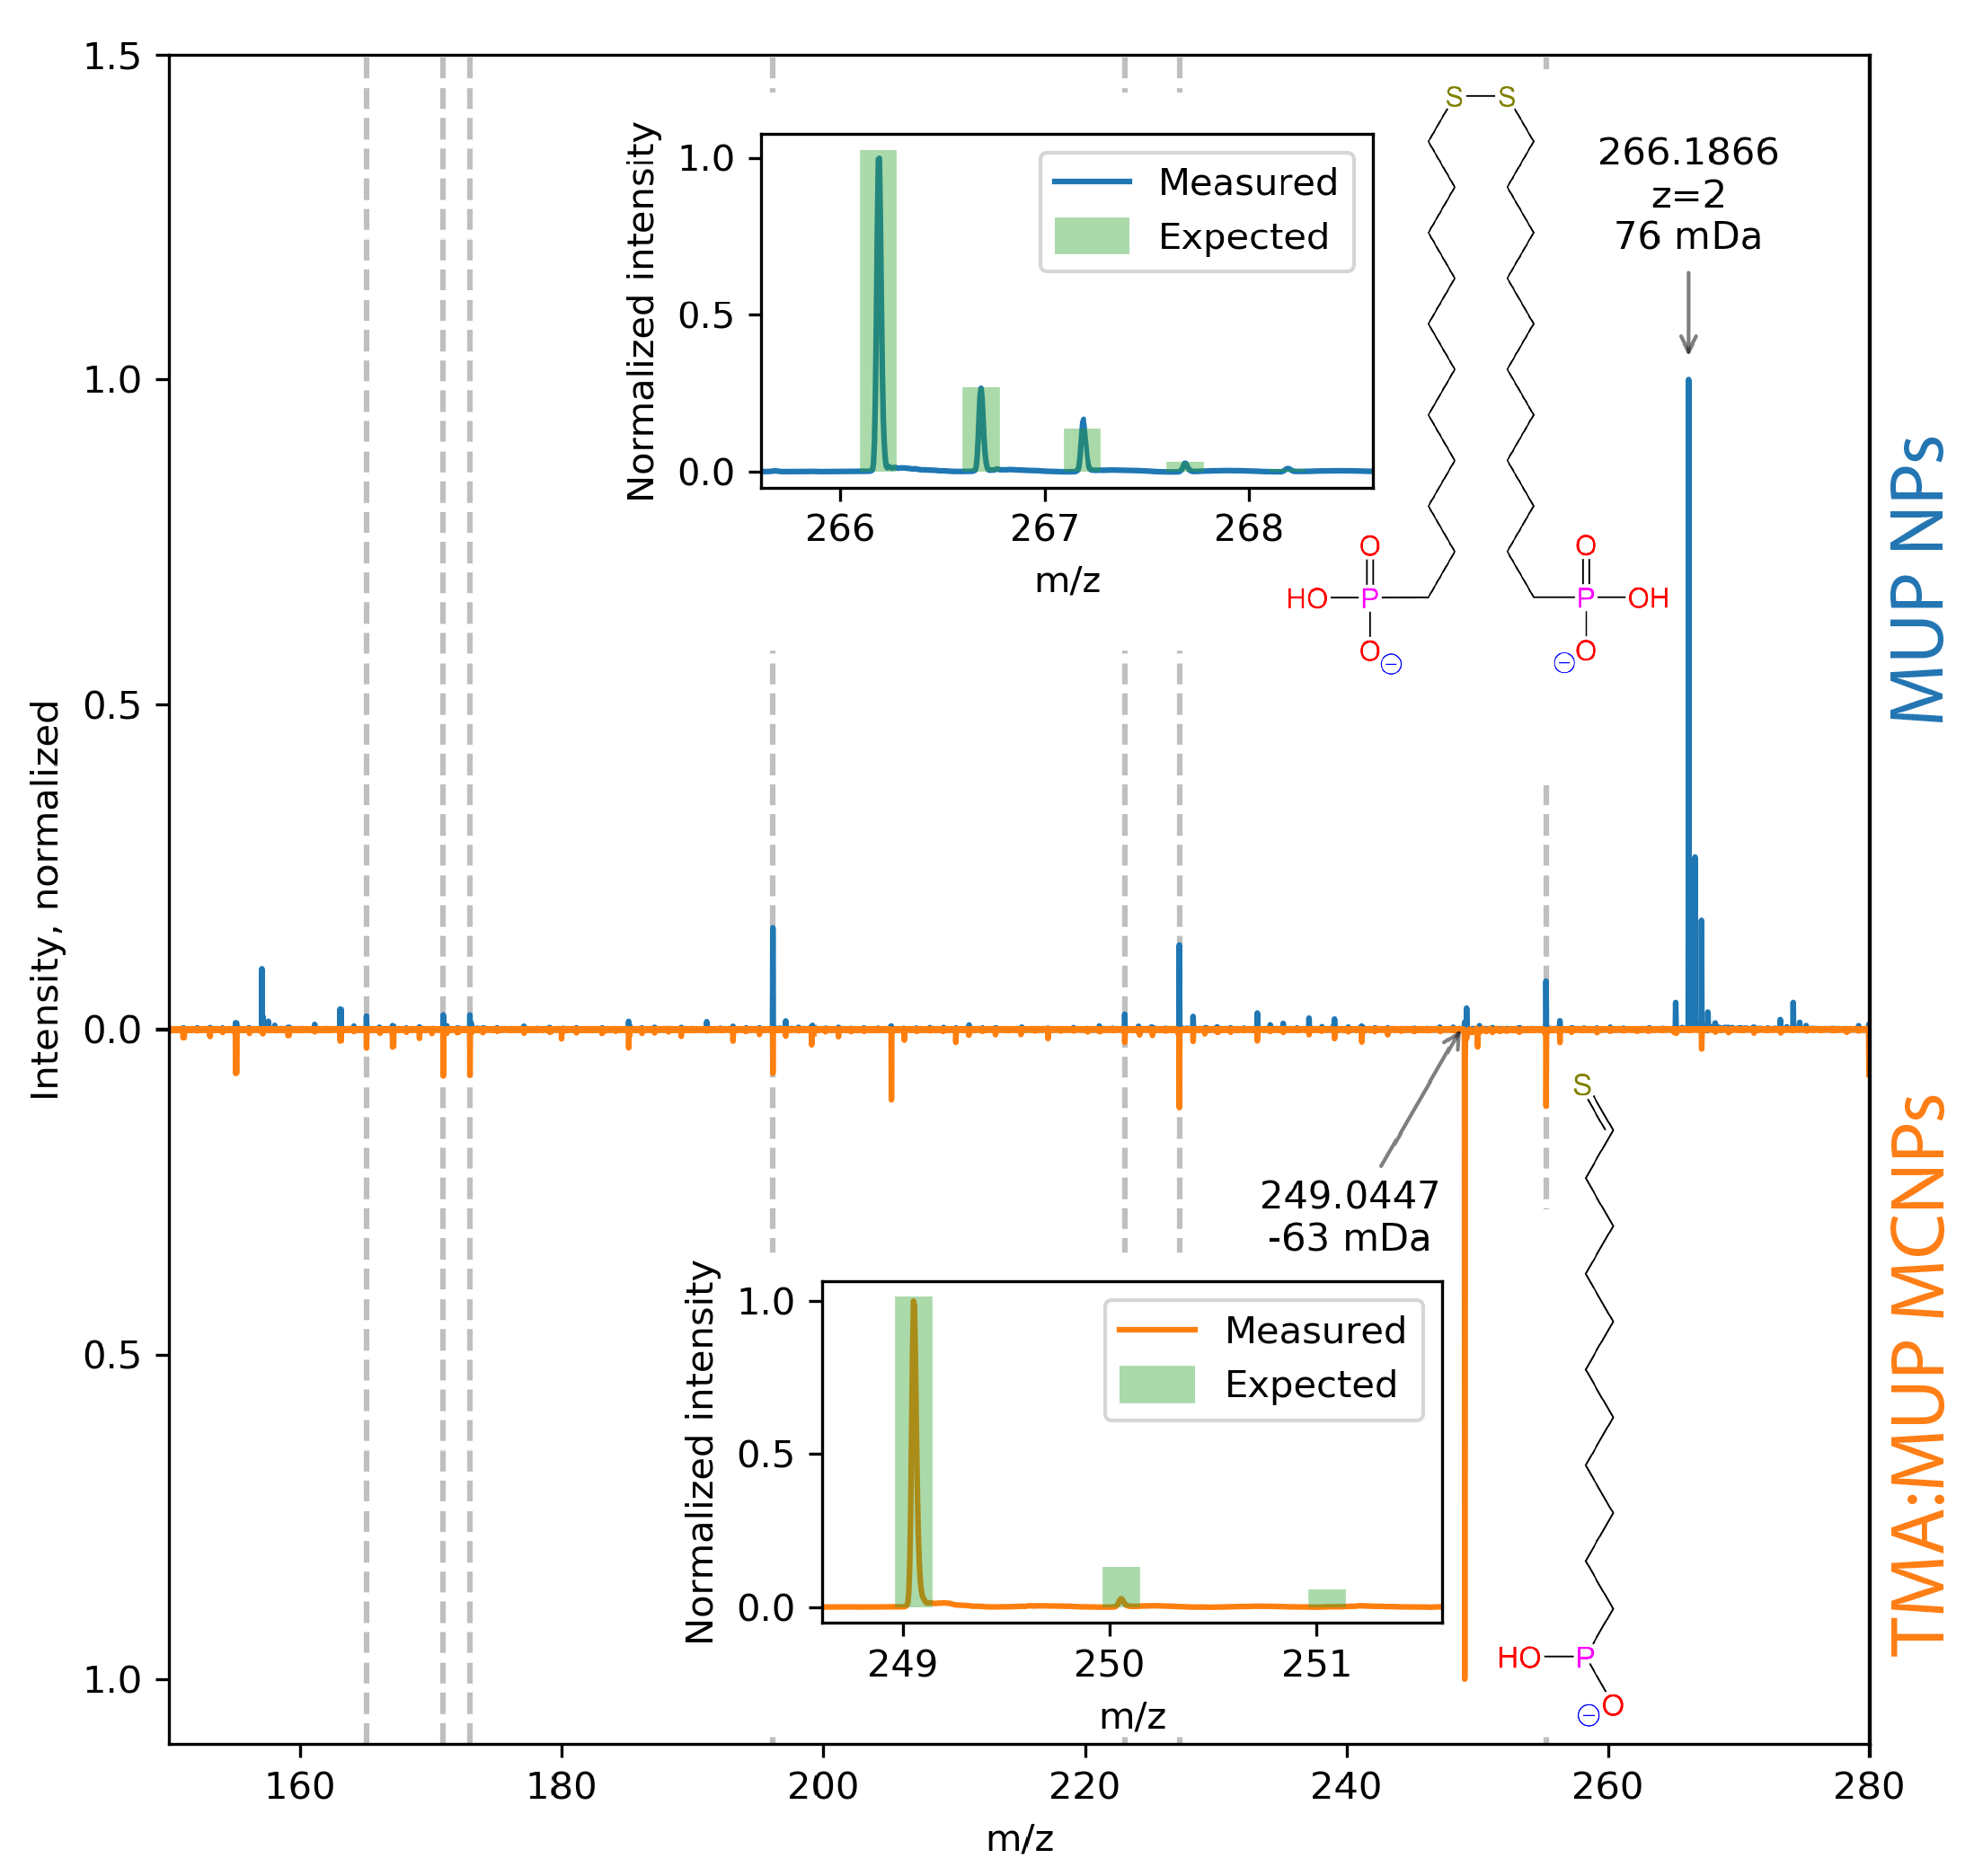 1.5
1.0
0.5
0.0
0.5
1.0
Intensity, normalized
160
180
200
220
240
260
280
m/z
MUP NPs
TMA:MUP MCNPs
Normalized intensity
1.0
0.5
0.0
Measured
Expected
266
267
268
m/z
S
S
O
O
HO
P
P
OH
O
O
266.1866
z=2
76 mDa
249.0447
-63 mDa
Normalized intensity
1.0
0.5
0.0
Measured
Expected
249
250
251
m/z
S
HO
P
O